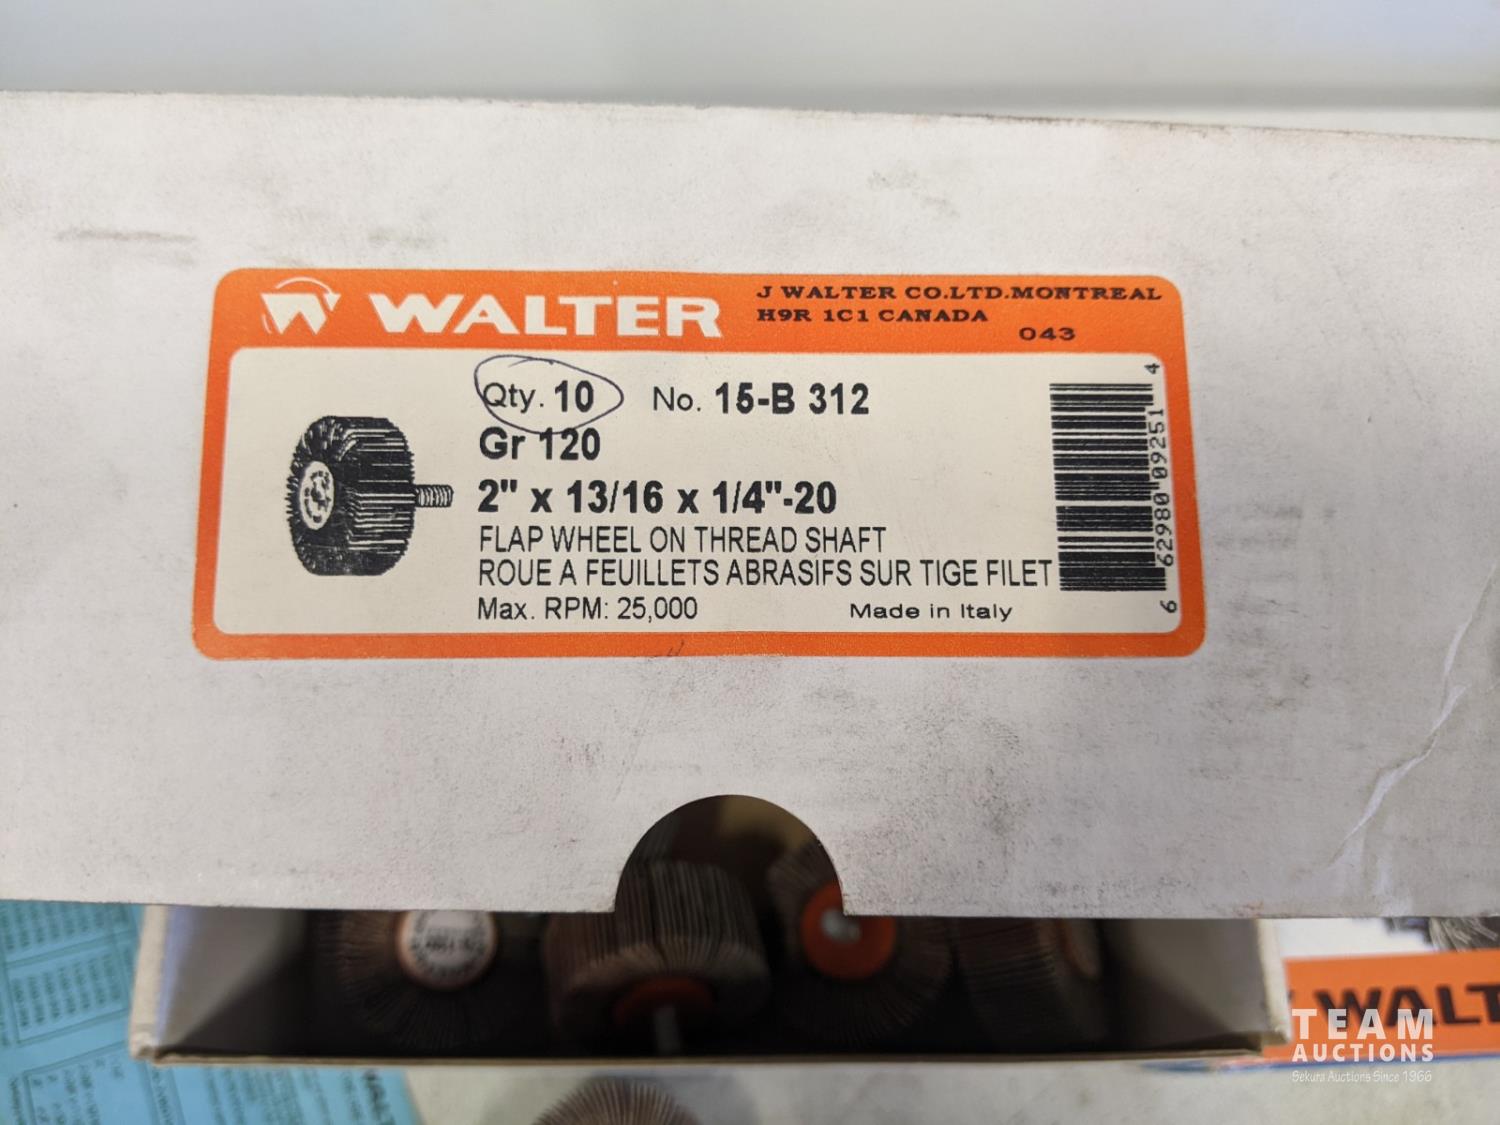 WALTER
J WALTER CO.LTD.MONTREAL
H9R 1C1 CANADA
043
Qty. 10 No. 15-B 312
Gr 120
2" x 13/16 x 1/4"-20
FLAP WHEEL ON THREAD SHAFT
ROUE A FEUILLETS ABRASIFS SUR TIGE FILET
Max. RPM: 25,000 Made in Italy
6 62980 09251 4
WALT
TEAM
AUCTIONS
Sekura Auctions Since 1966